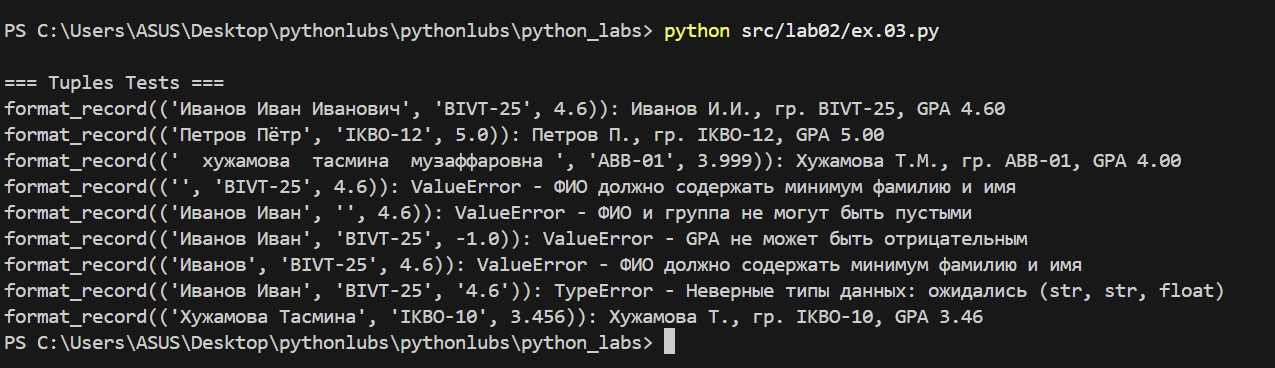 PS C:\Users\ASUS\Desktop\pythonlubs\pythonlubs\python_labs> python src/lab02/ex.03.py
=== Tuples Tests ===
format_record(('Иванов Иван Иванович', 'BIVT-25', 4.6)): Иванов И.И., гр. BIVT-25, GPA 4.60
format_record(('Петров Пётр', 'IKBO-12', 5.0)): Петров П., гр. IKBO-12, GPA 5.00
format_record(('  хужамова  тасмина  музаффаровна ', 'ABB-01', 3.999)): Хужамова Т.М., гр. ABB-01, GPA 4.00
format_record(('', 'BIVT-25', 4.6)): ValueError - ФИО должно содержать минимум фамилию и имя
format_record(('Иванов Иван', '', 4.6)): ValueError - ФИО и группа не могут быть пустыми
format_record(('Иванов Иван', 'BIVT-25', -1.0)): ValueError - GPA не может быть отрицательным
format_record(('Иванов', 'BIVT-25', 4.6)): ValueError - ФИО должно содержать минимум фамилию и имя
format_record(('Иванов Иван', 'BIVT-25', '4.6')): TypeError - Неверные типы данных: ожидались (str, str, float)
format_record(('Хужамова Тасмина', 'IKBO-10', 3.456)): Хужамова Т., гр. IKBO-10, GPA 3.46
PS C:\Users\ASUS\Desktop\pythonlubs\pythonlubs\python_labs>